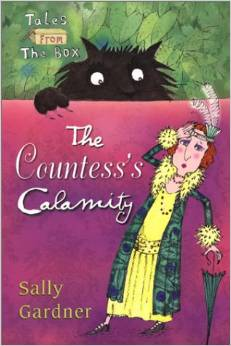 Tales
From
The Box
The
Countess's
Calamity
Sally
Gardner